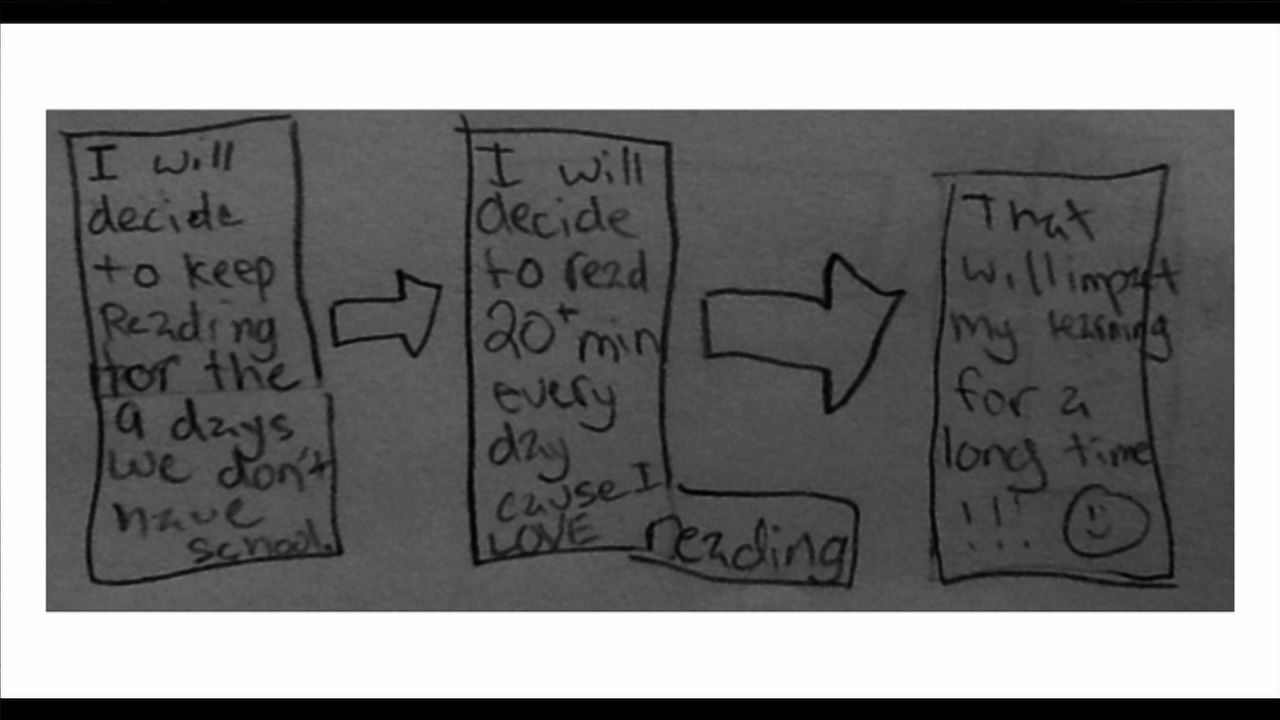 I will
decide
to keep
Reading
for the
9 days
we don't
have
school.
I will
decide
to read
20+ min
every
day
cause I
LOVE reading
That
will impact
my learning
for a
long time
!!!